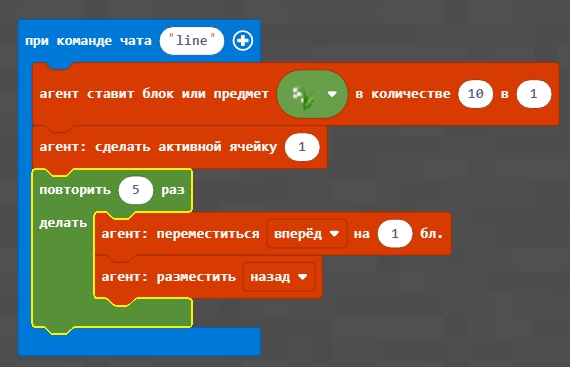 при команде чата "line"
агент ставит блок или предмет в количестве 10 в 1
агент: сделать активной ячейку 1
повторить 5 раз
делать
агент: переместиться вперёд на 1 бл.
агент: разместить назад